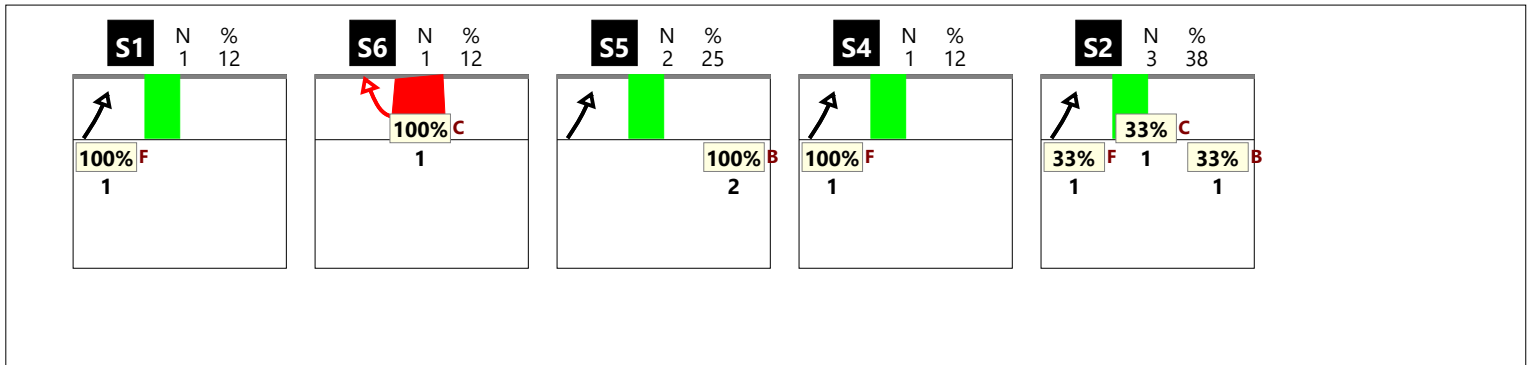 S1 N %
1 12
100% F
1
S6 N %
1 12
100% C
1
S5 N %
2 25
100% B
2
S4 N %
1 12
100% F
1
S2 N %
3 38
33% C
33% F 1 33% B
1 1